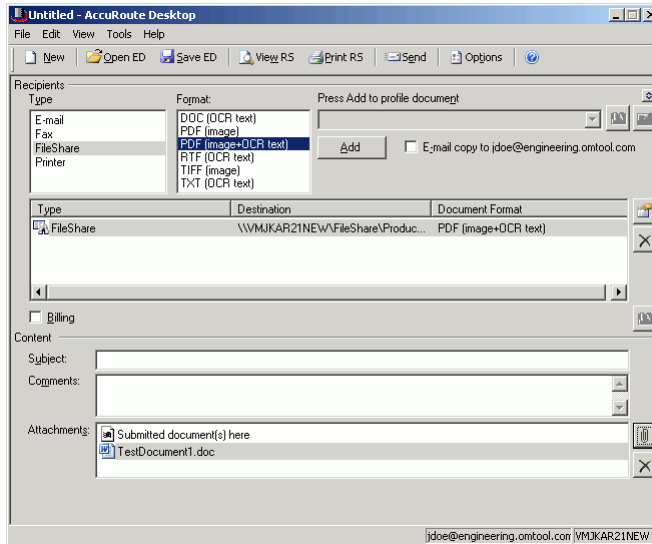 Untitled - AccuRoute Desktop
File Edit View Tools Help
New Open ED Save ED View RS Print RS Send Options
Recipients
Type Format: Press Add to profile document
E-mail
Fax
FileShare
Printer
DOC (OCR text)
PDF (image)
PDF (image+OCR text)
RTF (OCR text)
TIFF (image)
TXT (OCR text)
Add E-mail copy to jdoe@engineering.omtool.com
Type Destination Document Format
FileShare \\VMJKAR21NEW\FileShare\Produc... PDF (image+OCR text)
Billing
Content
Subject:
Comments:
Attachments: Submitted document(s) here
TestDocument1.doc
jdoe@engineering.omtool.com VMJKAR21NEW